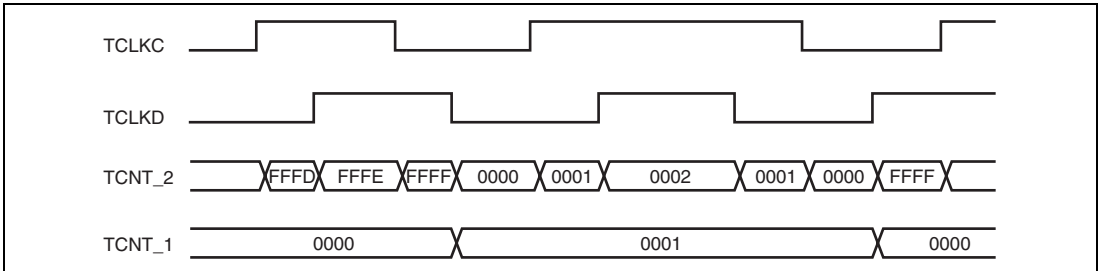 TCLKC
TCLKD
TCNT_2 FFFD FFFE FFFF 0000 0001 0002 0001 0000 FFFF
TCNT_1 0000 0001 0000